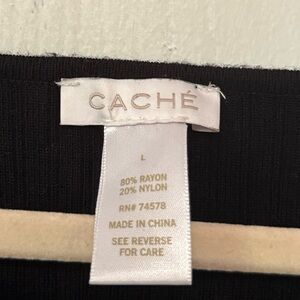 CACHÉ
L
80% RAYON
20% NYLON
RN# 74578
MADE IN CHINA
SEE REVERSE
FOR CARE